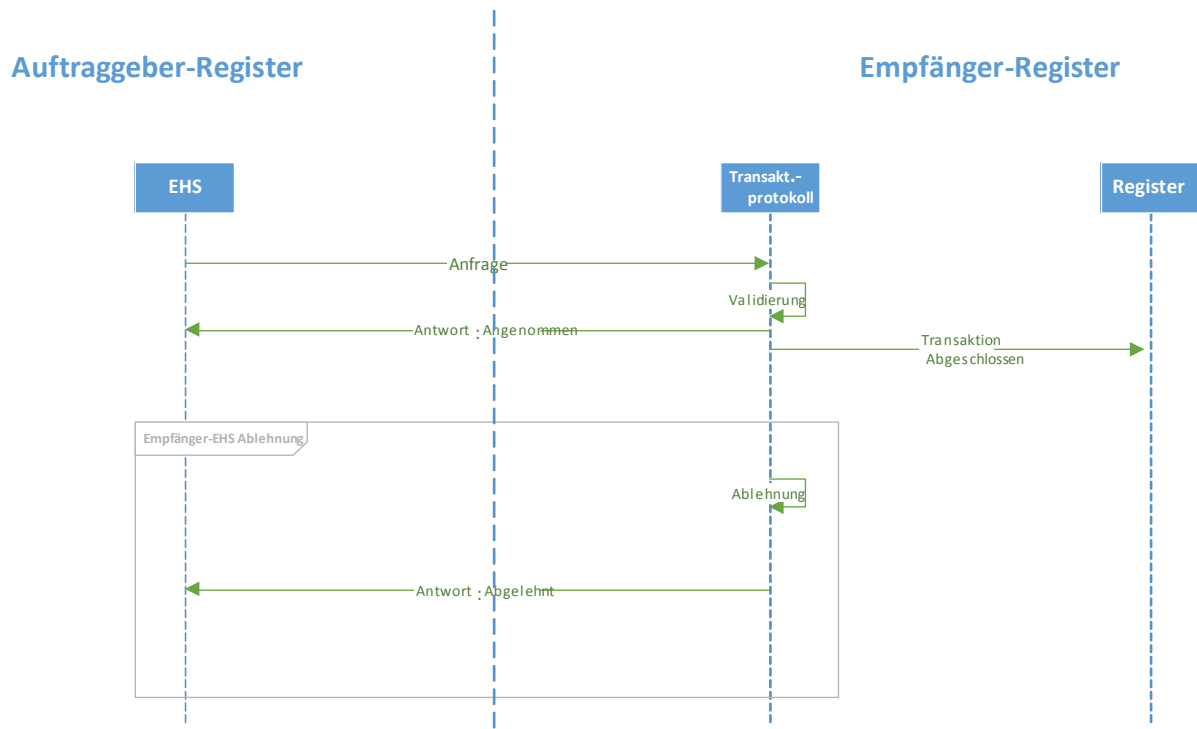 Auftraggeber-Register
Empfänger-Register
EHS
Transakt.-
protokoll
Register
Anfrage
Validierung
Antwort : Angenommen
Transaktion
Abgeschlossen
Empfänger-EHS Ablehnung
Ablehnung
Antwort : Abgelehnt